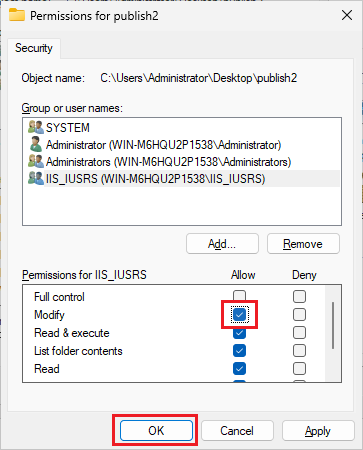 Permissions for publish2
Security
Object name: C:\Users\Administrator\Desktop\publish2
Group or user names:
SYSTEM
Administrator (WIN-M6HQU2P1538\Administrator)
Administrators (WIN-M6HQU2P1538\Administrators)
IIS_IUSRS (WIN-M6HQU2P1538\IIS_IUSRS)
Add... Remove
Permissions for IIS_IUSRS Allow Deny
Full control
Modify
Read & execute
List folder contents
Read
OK Cancel Apply